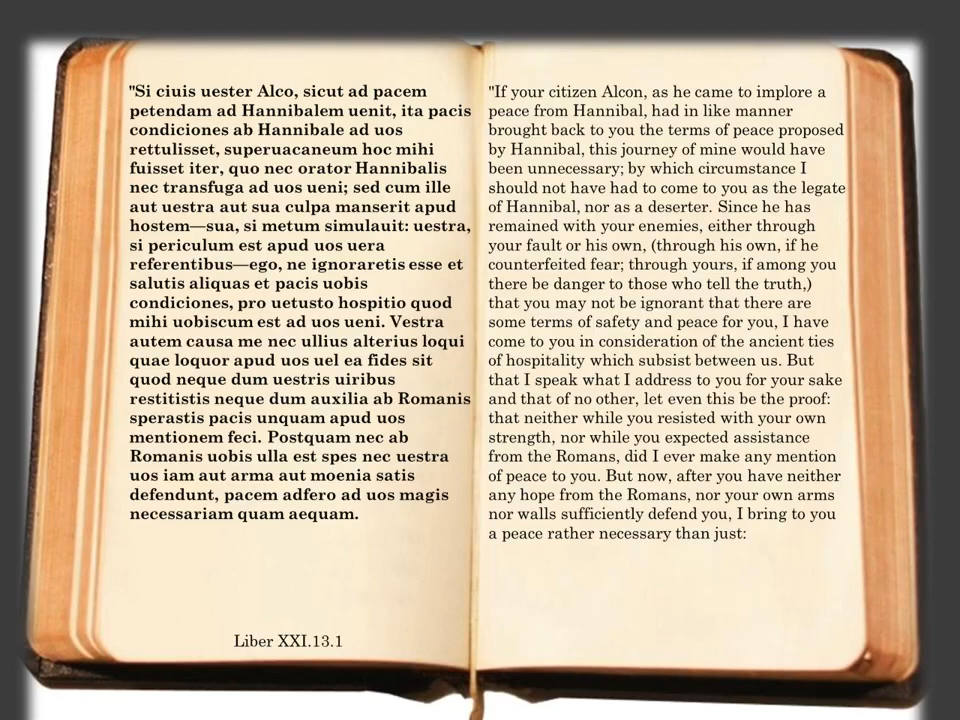 "Si ciuis uester Alco, sicut ad pacem
petendam ad Hannibalem uenit, ita pacis
condiciones ab Hannibale ad uos
rettulisset, superuacaneum hoc mihi
fuisset iter, quo nec orator Hannibalis
nec transfuga ad uos ueni; sed cum ille
aut uestra aut sua culpa manserit apud
hostem—sua, si metum simulauit: uestra,
si periculum est apud uos uera
referentibus—ego, ne ignoraretis esse et
salutis aliquas et pacis uobis
condiciones, pro uetusto hospitio quod
mihi uobiscum est ad uos ueni. Vestra
autem causa me nec ullius alterius loqui
quae loquor apud uos uel ea fides sit
quod neque dum uestris uiribus
restitistis neque dum auxilia ab Romanis
sperastis pacis unquam apud uos
mentionem feci. Postquam nec ab
Romanis uobis ulla est spes nec uestra
uos iam aut arma aut moenia satis
defendunt, pacem adfero ad uos magis
necessariam quam aequam.
Liber XXI.13.1
"If your citizen Alcon, as he came to implore a
peace from Hannibal, had in like manner
brought back to you the terms of peace proposed
by Hannibal, this journey of mine would have
been unnecessary; by which circumstance I
should not have had to come to you as the legate
of Hannibal, nor as a deserter. Since he has
remained with your enemies, either through
your fault or his own, (through his own, if he
counterfeited fear; through yours, if among you
there be danger to those who tell the truth,)
that you may not be ignorant that there are
some terms of safety and peace for you, I have
come to you in consideration of the ancient ties
of hospitality which subsist between us. But
that I speak what I address to you for your sake
and that of no other, let even this be the proof:
that neither while you resisted with your own
strength, nor while you expected assistance
from the Romans, did I ever make any mention
of peace to you. But now, after you have neither
any hope from the Romans, nor your own arms
nor walls sufficiently defend you, I bring to you
a peace rather necessary than just: